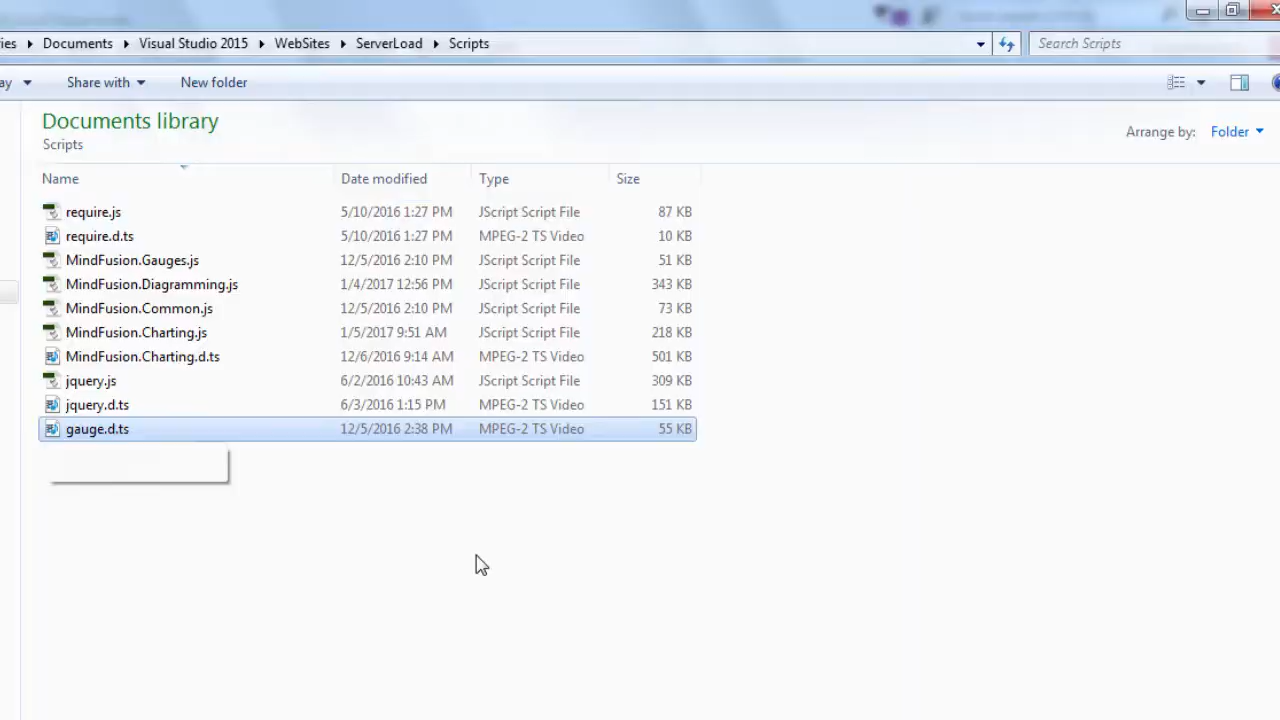 ies Documents Visual Studio 2015 WebSites ServerLoad Scripts Search Scripts
ay Share with New folder
Documents library
Scripts
Arrange by: Folder
Name Date modified Type Size
require.js 5/10/2016 1:27 PM JScript Script File 87 KB
require.d.ts 5/10/2016 1:27 PM MPEG-2 TS Video 10 KB
MindFusion.Gauges.js 12/5/2016 2:10 PM JScript Script File 51 KB
MindFusion.Diagramming.js 1/4/2017 12:56 PM JScript Script File 343 KB
MindFusion.Common.js 12/5/2016 2:10 PM JScript Script File 73 KB
MindFusion.Charting.js 1/5/2017 9:51 AM JScript Script File 218 KB
MindFusion.Charting.d.ts 12/6/2016 9:14 AM MPEG-2 TS Video 501 KB
jquery.js 6/2/2016 10:43 AM JScript Script File 309 KB
jquery.d.ts 6/3/2016 1:15 PM MPEG-2 TS Video 151 KB
gauge.d.ts 12/5/2016 2:38 PM MPEG-2 TS Video 55 KB